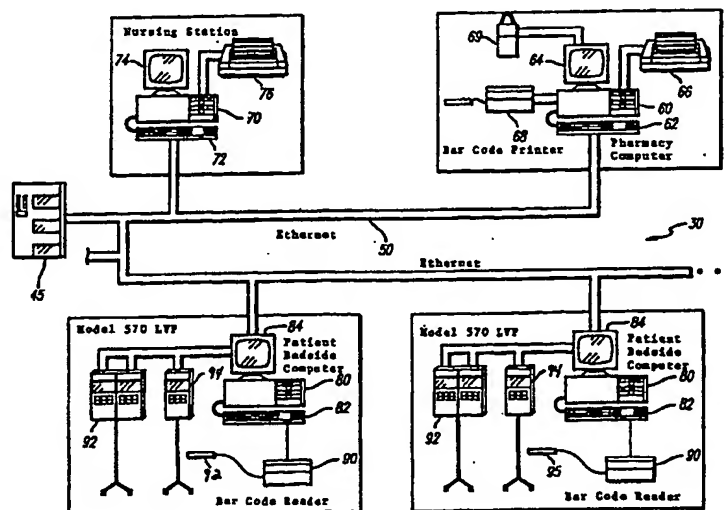 Nursing Station
74
76
70
72
69
64
66
60
68
62
Bar Code Printer
Pharmacy
Computer
45
Ethernet
50
30
Ethernet
Model 570 LVP
84
Patient
Bedside
Computer
94
80
82
92
92
90
Bar Code Reader
Model 570 LVP
84
Patient
Bedside
Computer
94
80
82
92
95
90
Bar Code Reader